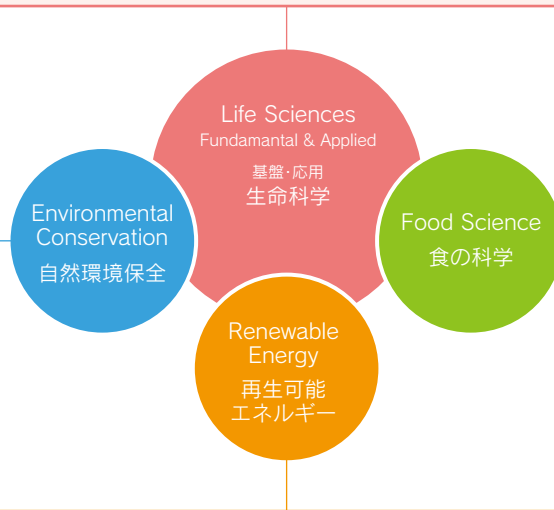 Life Sciences
Fundamantal & Applied
基盤·応用
生命科学
Environmental
Conservation
自然環境保全
Food Science
食の科学
Renewable
Energy
再生可能
エネルギー